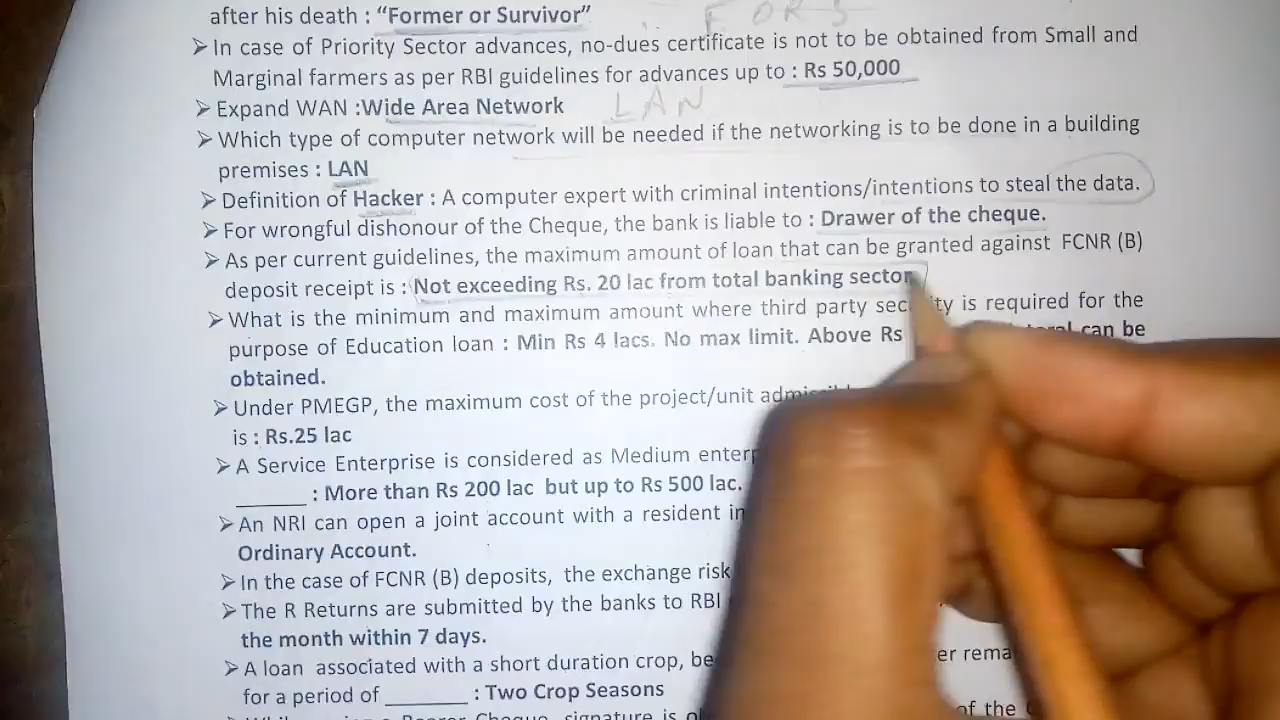 after his death : “Former or Survivor” F OR S
➢ In case of Priority Sector advances, no-dues certificate is not to be obtained from Small and
Marginal farmers as per RBI guidelines for advances up to : Rs 50,000
➢ Expand WAN :Wide Area Network LAN
➢ Which type of computer network will be needed if the networking is to be done in a building
premises : LAN
➢ Definition of Hacker : A computer expert with criminal intentions/intentions to steal the data.
➢ For wrongful dishonour of the Cheque, the bank is liable to : Drawer of the cheque.
➢ As per current guidelines, the maximum amount of loan that can be granted against FCNR (B)
deposit receipt is : Not exceeding Rs. 20 lac from total banking sector
➢ What is the minimum and maximum amount where third party security is required for the
purpose of Education loan : Min Rs 4 lacs. No max limit. Above Rs can be
obtained.
➢ Under PMEGP, the maximum cost of the project/unit
is : Rs.25 lac
➢ A Service Enterprise is considered as Medium
______ : More than Rs 200 lac but up to Rs 500 lac.
➢ An NRI can open a joint account with a resident
Ordinary Account.
➢ In the case of FCNR (B) deposits, the exchange risk
➢ The R Returns are submitted by the banks to RBI
the month within 7 days.
➢ A loan associated with a short duration crop,
for a period of _______ : Two Crop Seasons
Cheque, signature is of the